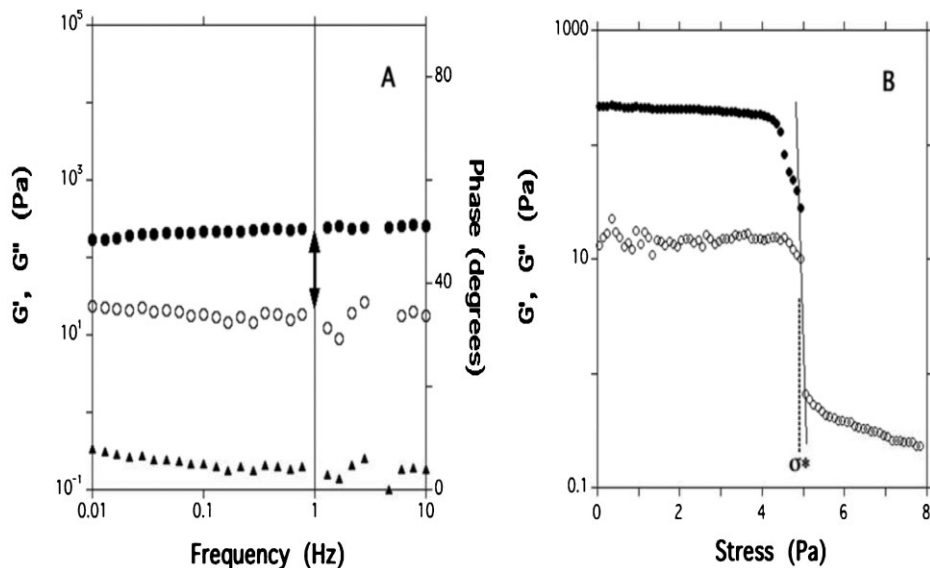 A
B
10^5
10^3
10^1
10^-1
G', G" (Pa)
80
40
0
Phase (degrees)
0.01
0.1
1
10
Frequency (Hz)
1000
10
0.1
G', G" (Pa)
σ*
0
2
4
6
8
Stress (Pa)